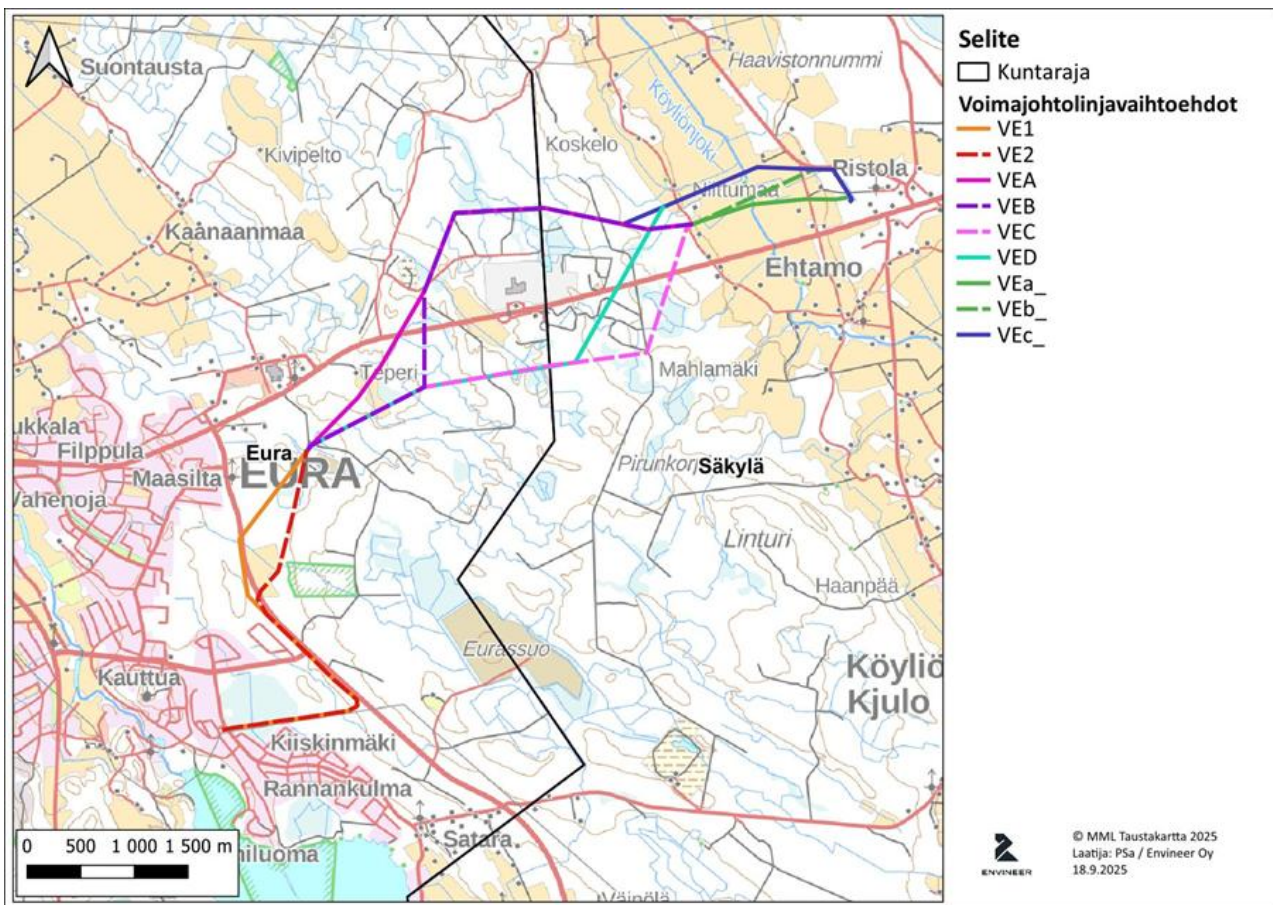 Selite
Kuntaraja
Voimajohtolinjavaihtoehdot
VE1
VE2
VEA
VEB
VEC
VED
VEa_
VEb_
VEc_
Suontausta
Haavistonnummi
Köyliönjoki
Kivipelto
Koskelo
Ristola
Niittumaa
Kaanaanmaa
Ehtamo
Teperi
Mahlamäki
ukkala
Filppula
Eura
EURA
Maasilta
Säkylä
Vahenoja
Linturi
Haanpää
Eurassuo
Köyliö
Kjulo
Kauttua
Kiiskinmäki
Rannankulma
Satara
niluoma
Väinölä
0 500 1 000 1 500 m
ENVINEER
© MML Taustakartta 2025
Laatija: PSa / Envineer Oy
18.9.2025